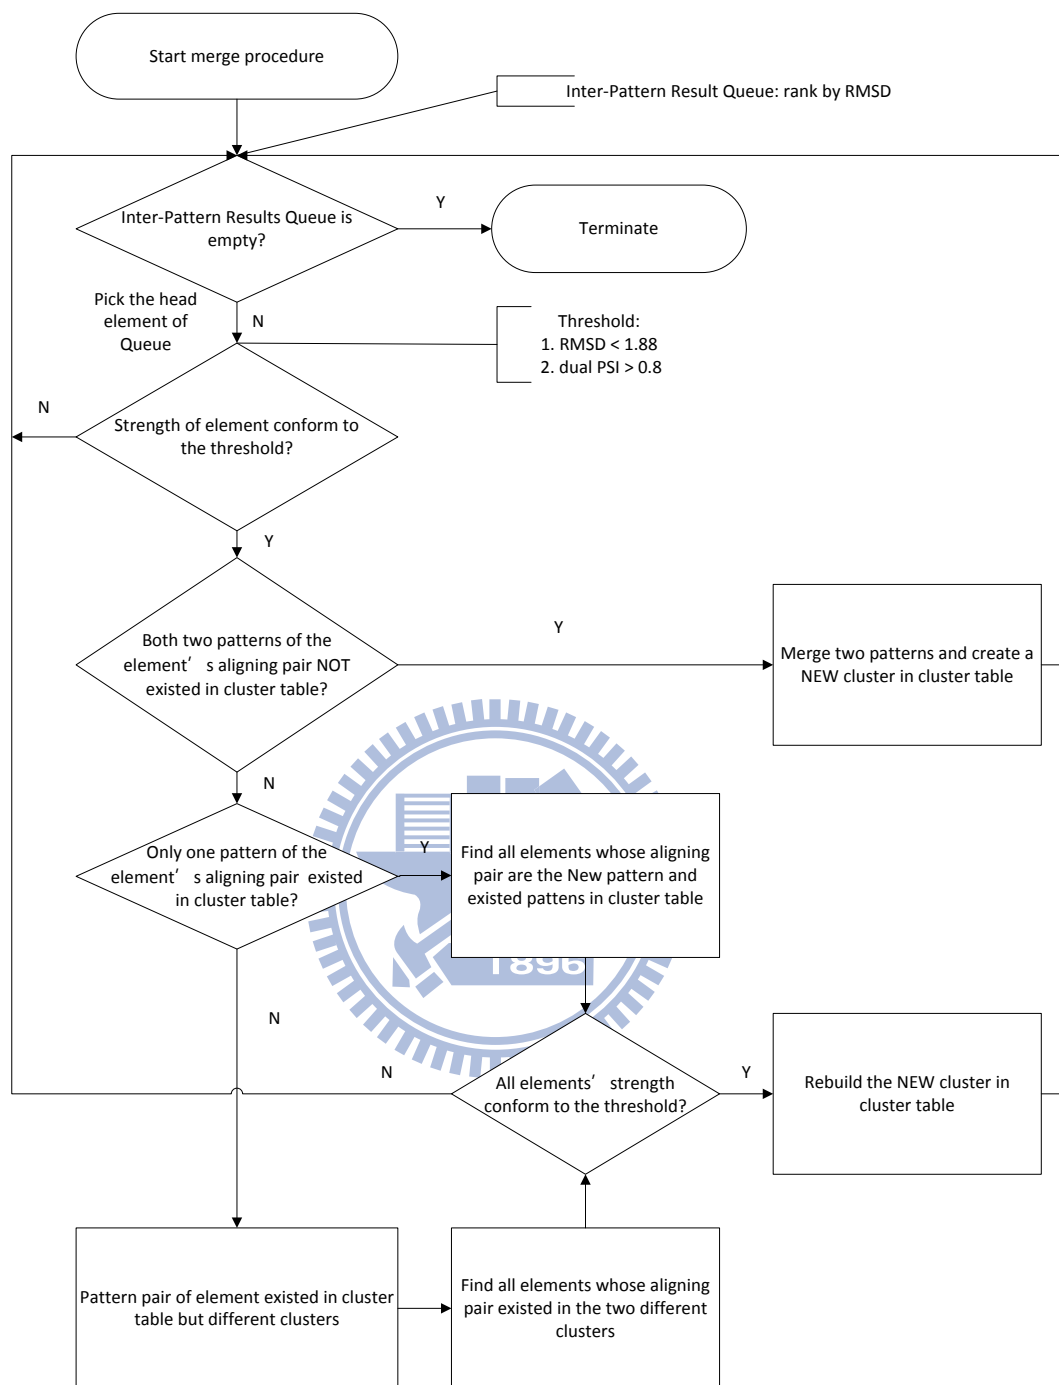 Start merge procedure
Inter-Pattern Result Queue: rank by RMSD
Inter-Pattern Results Queue is
empty?
Y
Terminate
Pick the head
element of
Queue
N
Threshold:
1. RMSD < 1.88
2. dual PSI > 0.8
N
Strength of element conform to
the threshold?
Y
Both two patterns of the
element's aligning pair NOT
existed in cluster table?
Y
Merge two patterns and create a
NEW cluster in cluster table
N
Only one pattern of the
element's aligning pair existed
in cluster table?
Y
Find all elements whose aligning
pair are the New pattern and
existed pattens in cluster table
1896
N
N
All elements' strength
conform to the threshold?
Y
Rebuild the NEW cluster in
cluster table
Pattern pair of element existed in cluster
table but different clusters
Find all elements whose aligning
pair existed in the two different
clusters